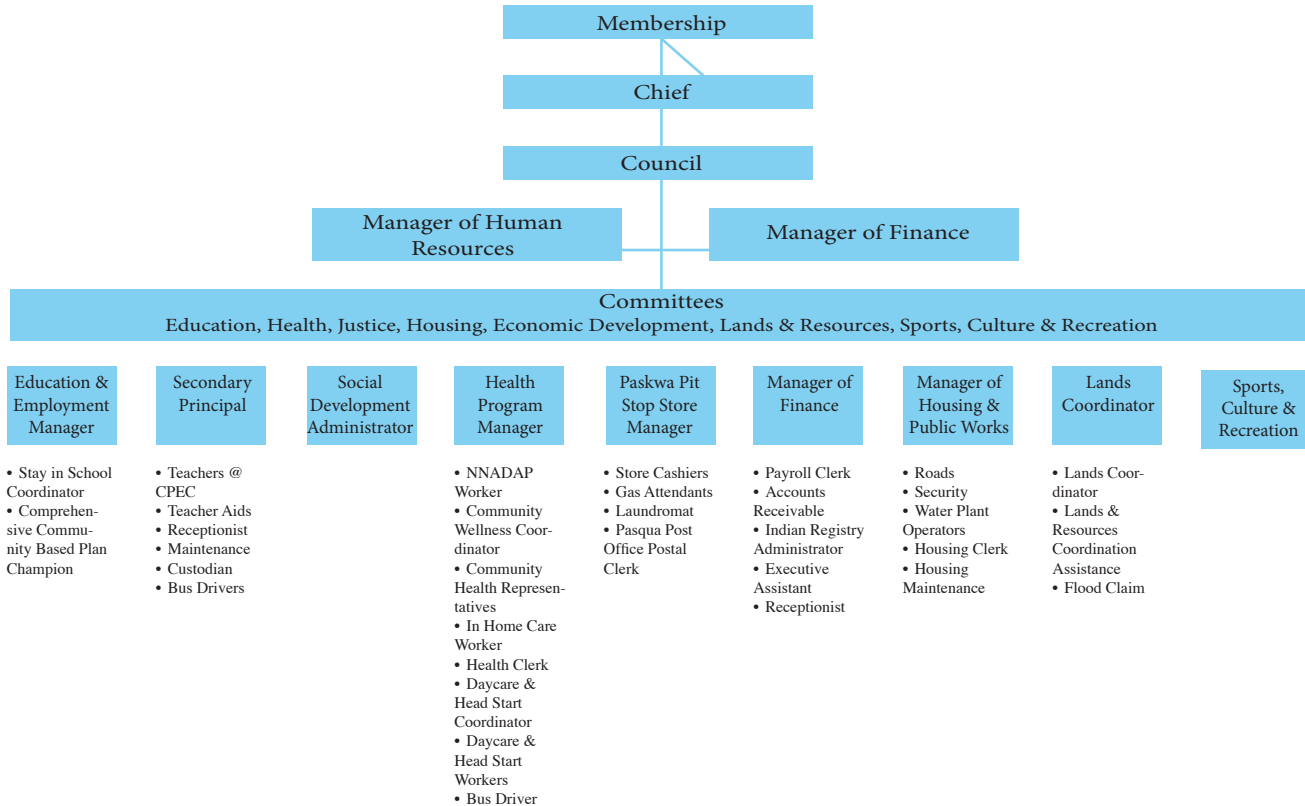 Membership
Chief
Council
Manager of Human
Resources
Manager of Finance
Committees
Education, Health, Justice, Housing, Economic Development, Lands & Resources, Sports, Culture & Recreation
Education &
Employment
Manager
• Stay in School
Coordinator
• Comprehen-
sive Commu-
nity Based Plan
Champion
Secondary
Principal
• Teachers @
CPEC
• Teacher Aids
• Receptionist
• Maintenance
• Custodian
• Bus Drivers
Social
Development
Administrator
Health
Program
Manager
• NNADAP
Worker
• Community
Wellness Coor-
dinator
• Community
Health Represen-
tatives
• In Home Care
Worker
• Health Clerk
• Daycare &
Head Start
Coordinator
• Daycare &
Head Start
Workers
• Bus Driver
Paskwa Pit
Stop Store
Manager
• Store Cashiers
• Gas Attendants
• Laundromat
• Pasqua Post
Office Postal
Clerk
Manager of
Finance
• Payroll Clerk
• Accounts
Receivable
• Indian Registry
Administrator
• Executive
Assistant
• Receptionist
Manager of
Housing &
Public Works
• Roads
• Security
• Water Plant
Operators
• Housing Clerk
• Housing
Maintenance
Lands
Coordinator
• Lands Coor-
dinator
• Lands &
Resources
Coordination
Assistance
• Flood Claim
Sports,
Culture &
Recreation